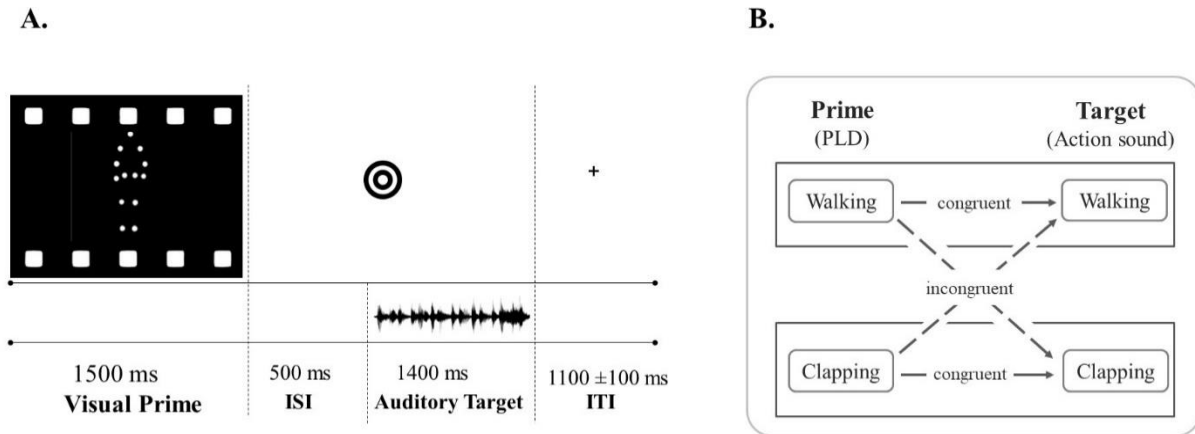 A.
1500 ms
Visual Prime
500 ms
ISI
1400 ms
Auditory Target
1100 ±100 ms
ITI
B.
Prime
(PLD)
Target
(Action sound)
Walking
congruent
Walking
incongruent
Clapping
congruent
Clapping